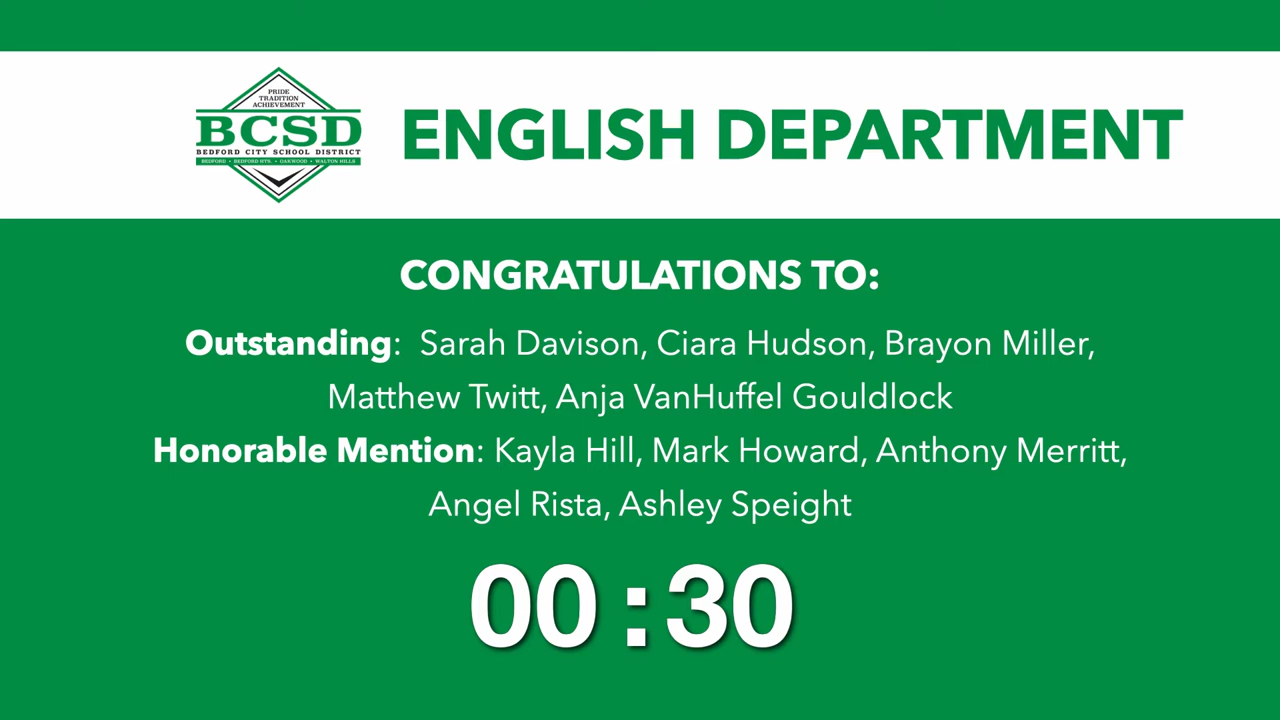 PRIDE
TRADITION
ACHIEVEMENT
BCSD
BEDFORD CITY SCHOOL DISTRICT
BEDFORD • BEDFORD HTS. • OAKWOOD • WALTON HILLS
ENGLISH DEPARTMENT
CONGRATULATIONS TO:
Outstanding:  Sarah Davison, Ciara Hudson, Brayon Miller,
Matthew Twitt, Anja VanHuffel Gouldlock
Honorable Mention: Kayla Hill, Mark Howard, Anthony Merritt,
Angel Rista, Ashley Speight
00:30